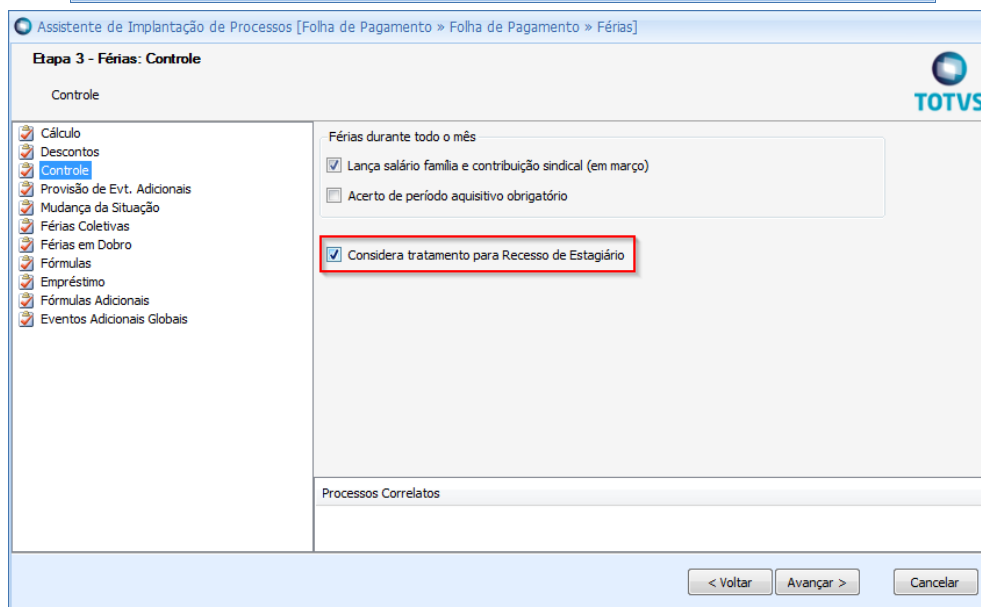 Assistente de Implantação de Processos [Folha de Pagamento » Folha de Pagamento » Férias]
Etapa 3 - Férias: Controle
Controle
TOTVS
Cálculo
Descontos
Controle
Provisão de Evt. Adicionais
Mudança da Situação
Férias Coletivas
Férias em Dobro
Fórmulas
Empréstimo
Fórmulas Adicionais
Eventos Adicionais Globais
Férias durante todo o mês
Lança salário família e contribuição sindical (em março)
Acerto de período aquisitivo obrigatório
Considera tratamento para Recesso de Estagiário
Processos Correlatos
< Voltar
Avançar >
Cancelar